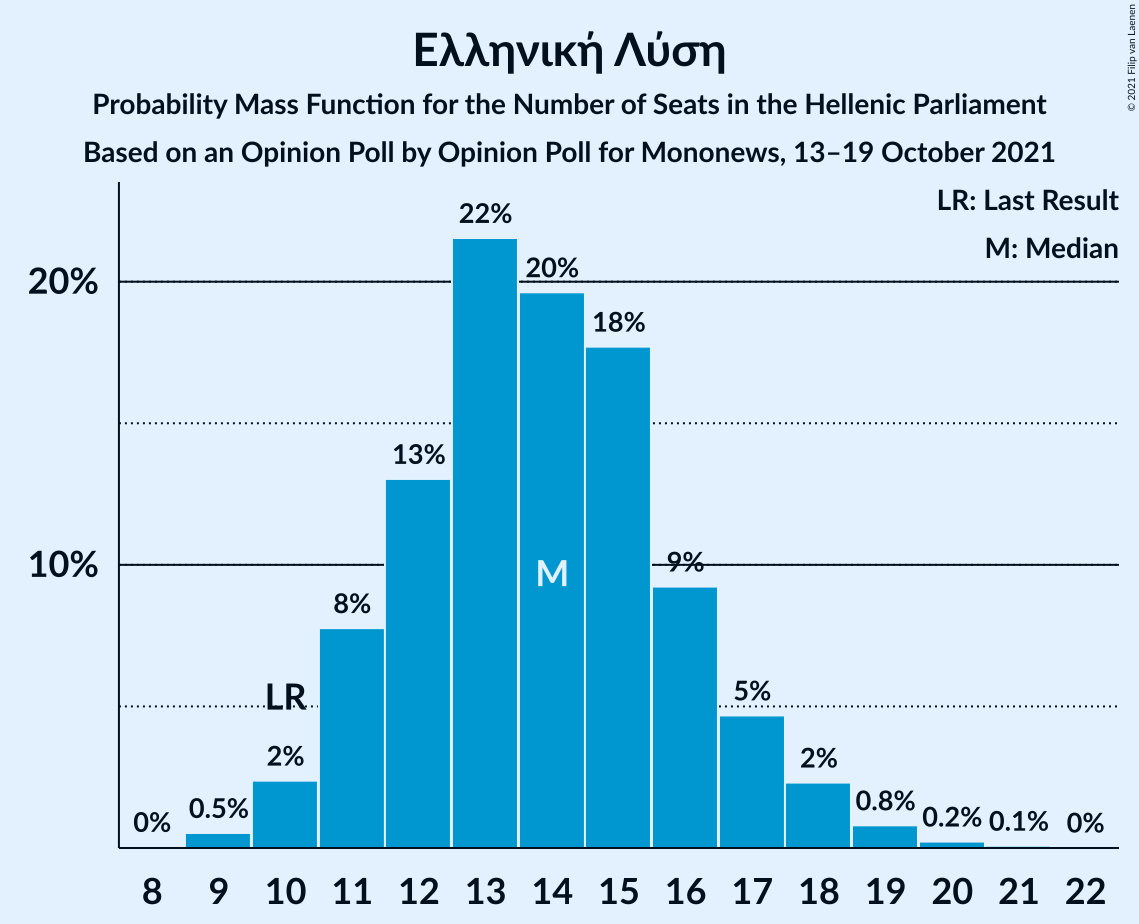 Ελληνική Λύση
Probability Mass Function for the Number of Seats in the Hellenic Parliament
Based on an Opinion Poll by Opinion Poll for Mononews, 13–19 October 2021
© 2021 Filip van Laenen
LR: Last Result
M: Median
20%
10%
0%
0.5%
2%
LR
8%
13%
22%
20%
M
18%
9%
5%
2%
0.8%
0.2%
0.1%
0%
8 9 10 11 12 13 14 15 16 17 18 19 20 21 22